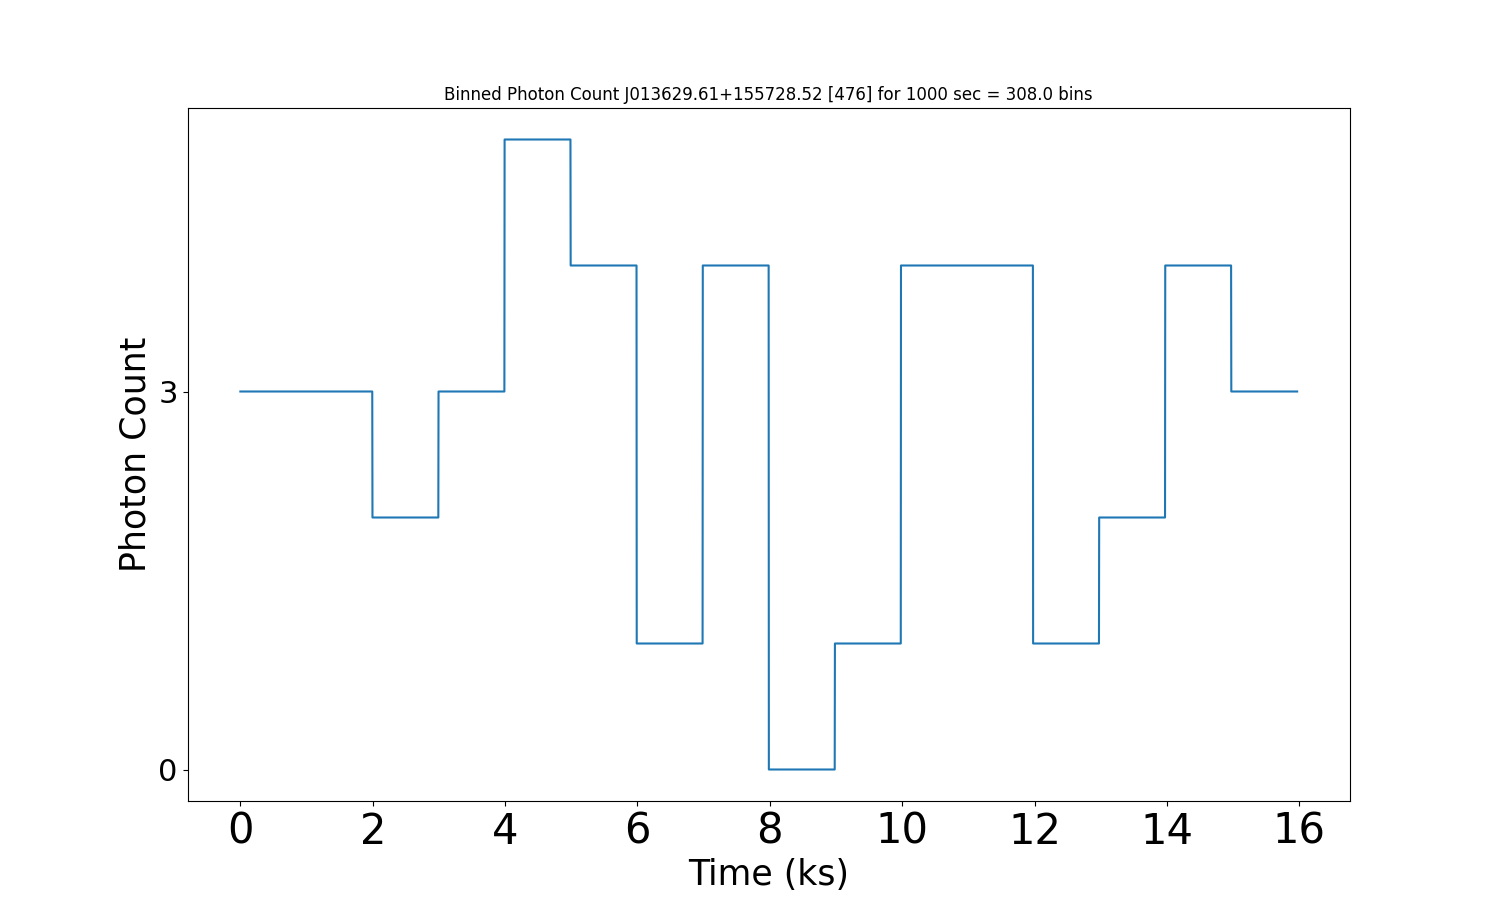 Binned Photon Count J013629.61+155728.52 [476] for 1000 sec = 308.0 bins
Photon Count
3
0
0 2 4 6 8 10 12 14 16
Time (ks)